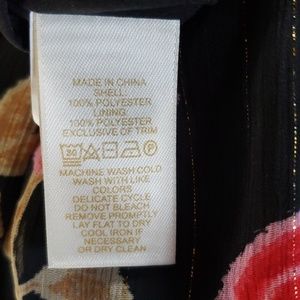 MADE IN CHINA
SHELL:
100% POLYESTER
LINING:
100% POLYESTER
EXCLUSIVE OF TRIM
30 P
MACHINE WASH COLD
WASH WITH LIKE
COLORS
DELICATE CYCLE
DO NOT BLEACH
REMOVE PROMPTLY
LAY FLAT TO DRY
COOL IRON IF
NECESSARY
OR DRY CLEAN